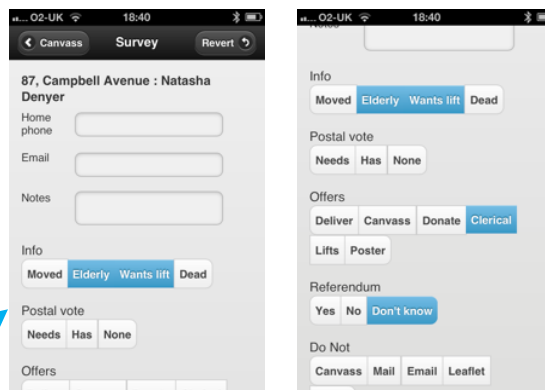 O2-UK 18:40
Canvass Survey Revert
87, Campbell Avenue : Natasha
Denyer
Home
phone
Email
Notes
Info
Moved Elderly Wants lift Dead
Postal vote
Needs Has None
Offers
O2-UK 18:40
Info
Moved Elderly Wants lift Dead
Postal vote
Needs Has None
Offers
Deliver Canvass Donate Clerical
Lifts Poster
Referendum
Yes No Don't know
Do Not
Canvass Mail Email Leaflet